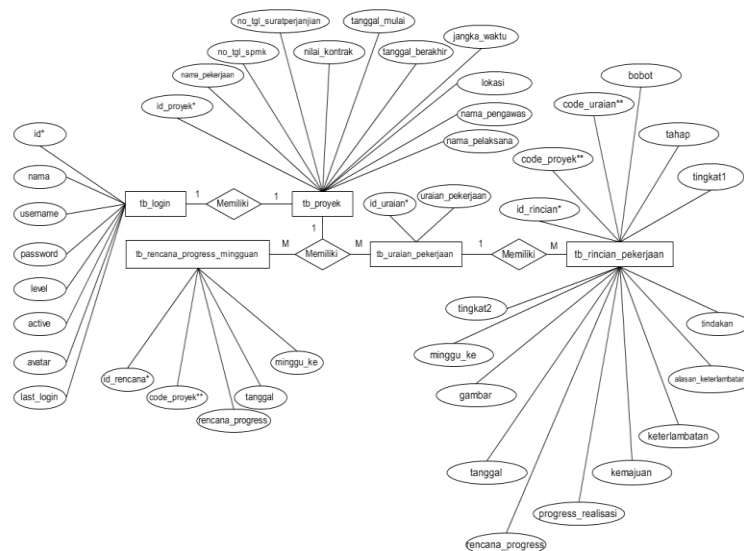 no_tgl_suratperjanjian
tanggal_mulai
jangka_waktu
no_tgl_spmk
nilai_kontrak
tanggal_berakhir
nama_pekerjaan
lokasi
id_proyek*
nama_pengawas
nama_pelaksana
bobot
code_uraian**
tahap
code_proyek**
tingkat1
id_rincian*
id*
nama
username
password
level
active
avatar
last_login
tb_login
1
Memiliki
1
tb_proyek
1
id_uraian*
uraian_pekerjaan
tb_rencana_progress_mingguan
M
Memiliki
M
tb_uraian_pekerjaan
1
Memiliki
M
tb_rincian_pekerjaan
id_rencana*
code_proyek**
rencana_progress
tanggal
minggu_ke
tingkat2
minggu_ke
gambar
tanggal
rencana_progress
progress_realisasi
kemajuan
keterlambatan
alasan_keterlambatan
tindakan